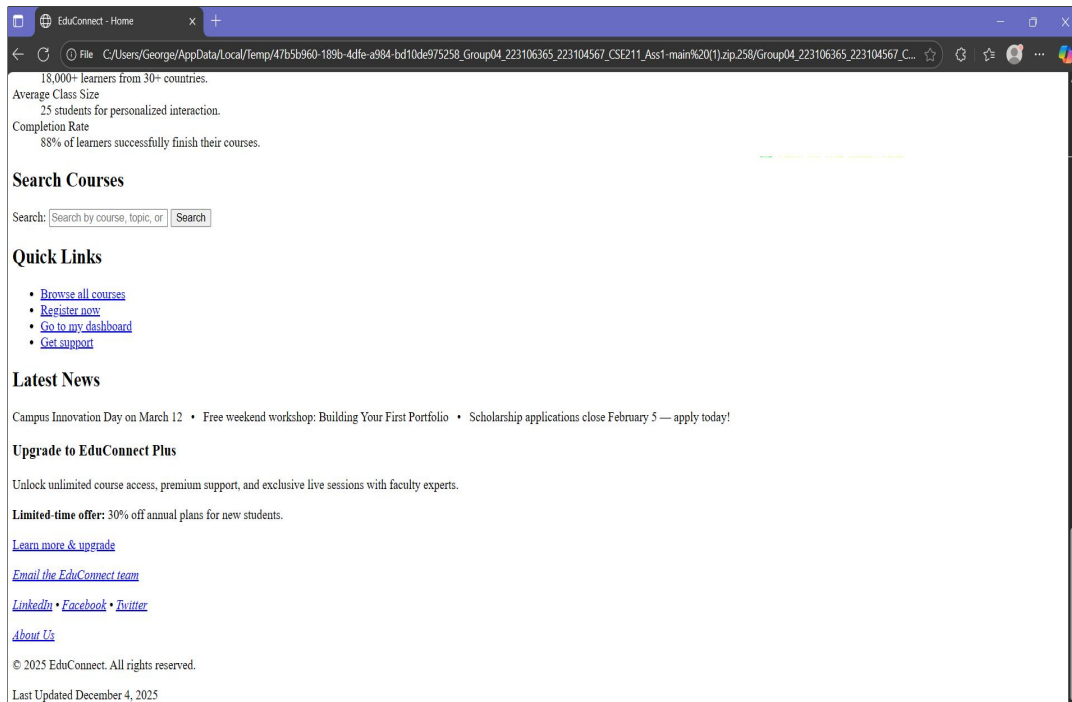 EduConnect - Home
File C:/Users/George/AppData/Local/Temp/47b5b960-189b-4dfe-a984-bd10de975258_Group04_223106365_223104567_CSE211_Ass1-main%20(1).zip.258/Group04_223106365_223104567_C...
18,000+ learners from 30+ countries.
Average Class Size
25 students for personalized interaction.
Completion Rate
88% of learners successfully finish their courses.
Search Courses
Search: Search by course, topic, or Search
Quick Links
• Browse all courses
• Register now
• Go to my dashboard
• Get support
Latest News
Campus Innovation Day on March 12 • Free weekend workshop: Building Your First Portfolio • Scholarship applications close February 5 — apply today!
Upgrade to EduConnect Plus
Unlock unlimited course access, premium support, and exclusive live sessions with faculty experts.
Limited-time offer: 30% off annual plans for new students.
Learn more & upgrade
Email the EduConnect team
LinkedIn • Facebook • Twitter
About Us
© 2025 EduConnect. All rights reserved.
Last Updated December 4, 2025